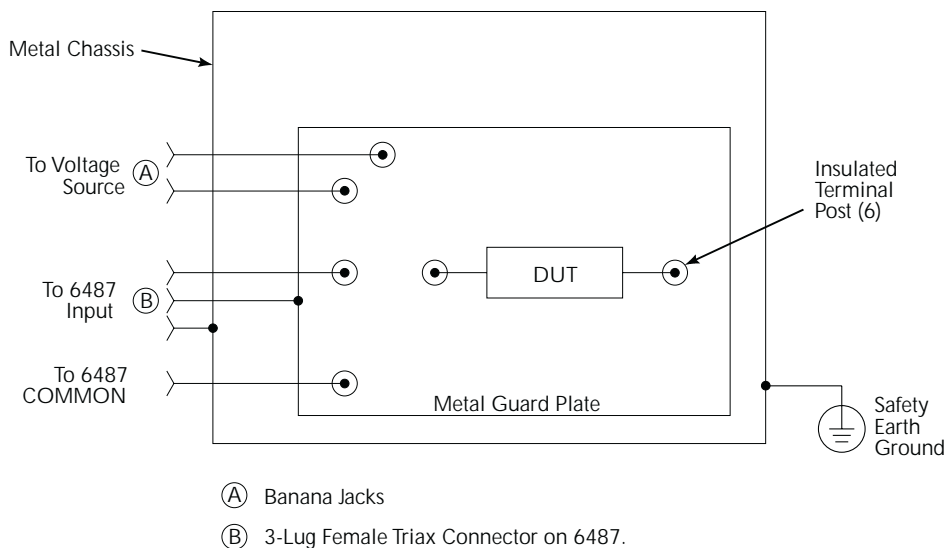 Metal Chassis
To Voltage
Source
A
Insulated
Terminal
Post (6)
DUT
To 6487
Input
B
To 6487
COMMON
Metal Guard Plate
Safety
Earth
Ground
A Banana Jacks
B 3-Lug Female Triax Connector on 6487.